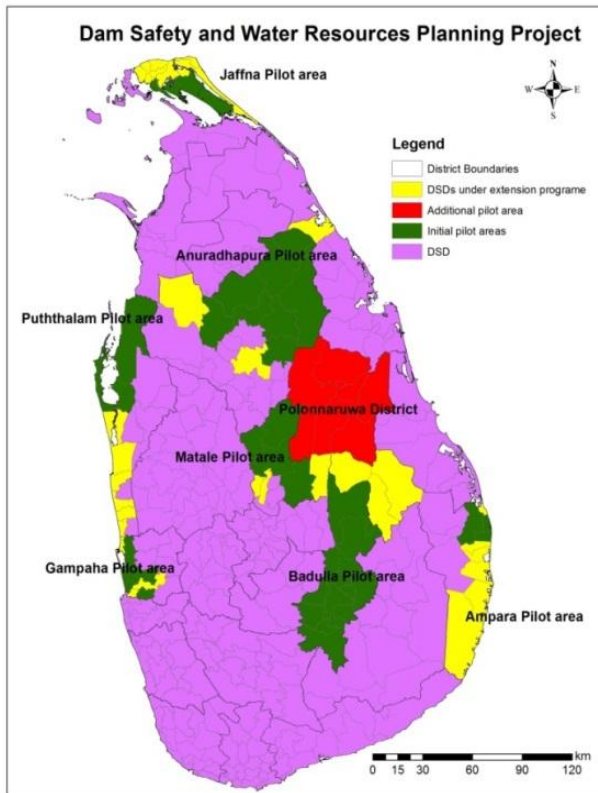 Dam Safety and Water Resources Planning Project
Jaffna Pilot area
N
W E
S
Legend
District Boundaries
DSDs under extension programe
Additional pilot area
Initial pilot areas
DSD
Anuradhapura Pilot area
Puththalam Pilot area
Polonnaruwa District
Matale Pilot area
Gampaha Pilot area
Badulla Pilot area
Ampara Pilot area
km
0 15 30 60 90 120